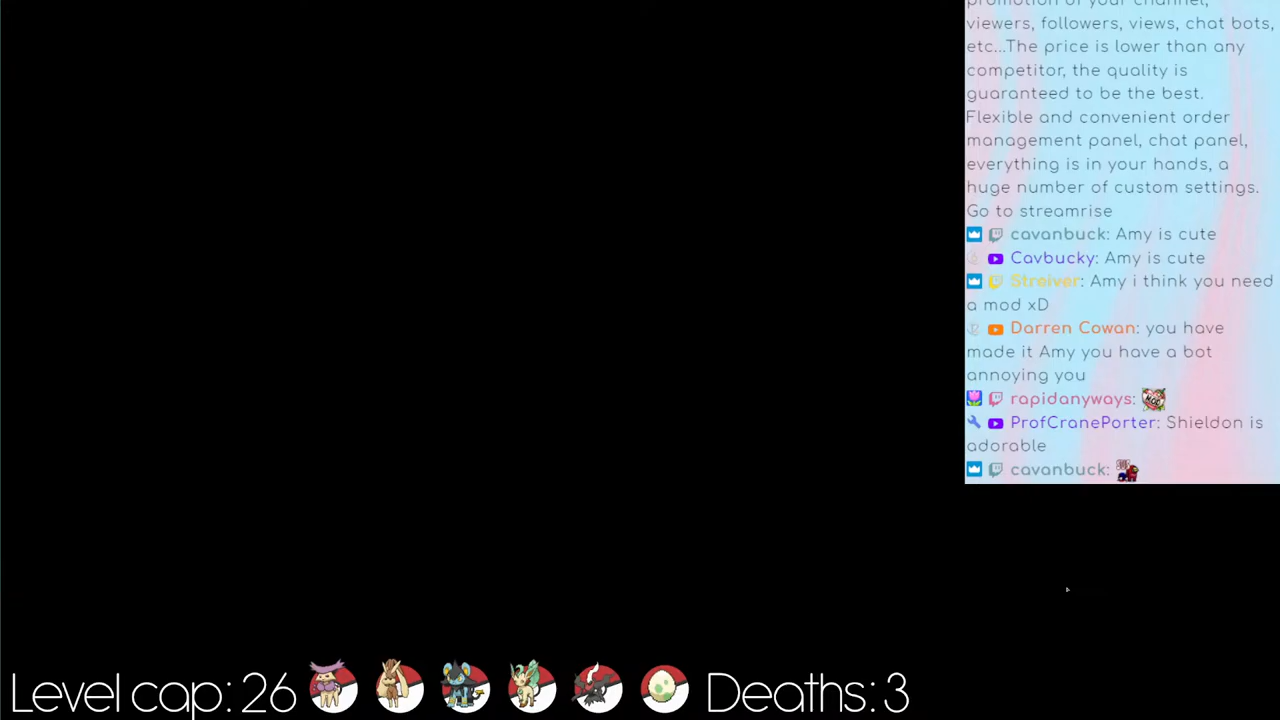 promotion of your channel,
viewers, followers, views, chat bots,
etc...The price is lower than any
competitor, the quality is
guaranteed to be the best.
Flexible and convenient order
management panel, chat panel,
everything is in your hands, a
huge number of custom settings.
Go to streamrise
cavanbuck: Amy is cute
Cavbucky: Amy is cute
Streiver: Amy i think you need
a mod xD
Darren Cowan: you have
made it Amy you have a bot
annoying you
rapidanyways:
ProfCranePorter: Shieldon is
adorable
cavanbuck:
Level cap: 26 Deaths: 3